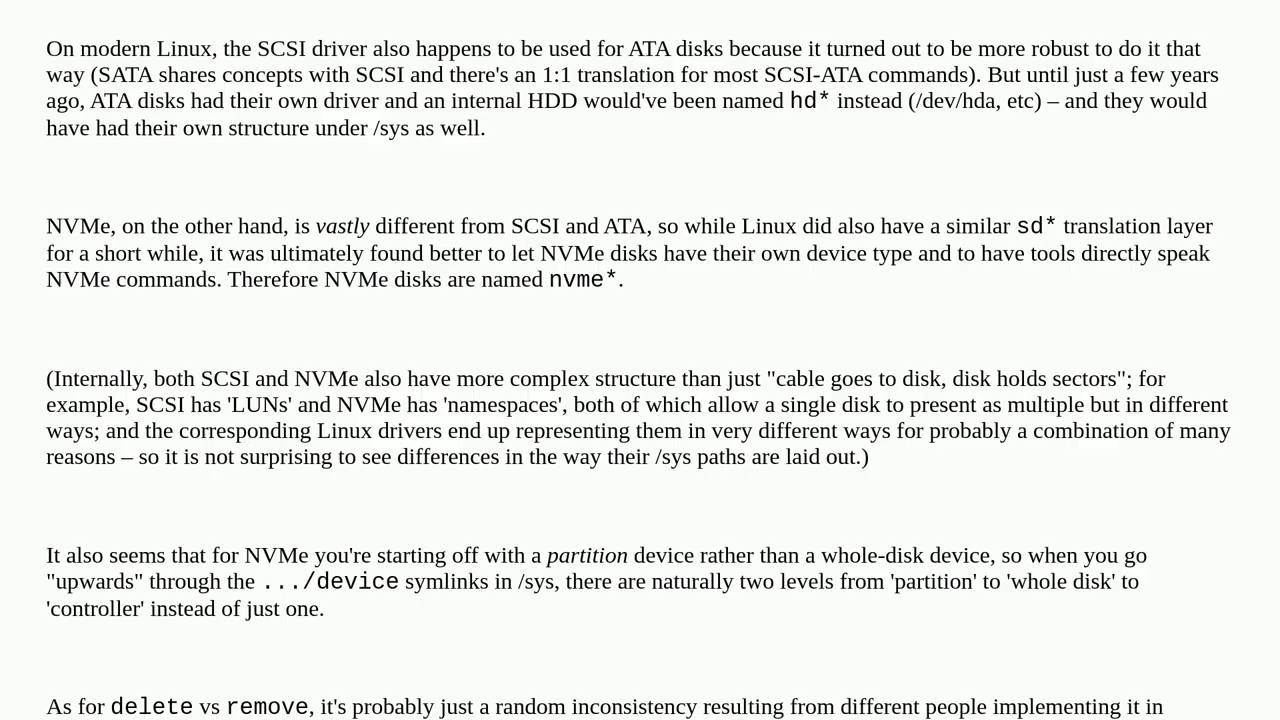 On modern Linux, the SCSI driver also happens to be used for ATA disks because it turned out to be more robust to do it that
way (SATA shares concepts with SCSI and there's an 1:1 translation for most SCSI-ATA commands). But until just a few years
ago, ATA disks had their own driver and an internal HDD would've been named hd* instead (/dev/hda, etc) – and they would
have had their own structure under /sys as well.
NVMe, on the other hand, is vastly different from SCSI and ATA, so while Linux did also have a similar sd* translation layer
for a short while, it was ultimately found better to let NVMe disks have their own device type and to have tools directly speak
NVMe commands. Therefore NVMe disks are named nvme*.
(Internally, both SCSI and NVMe also have more complex structure than just "cable goes to disk, disk holds sectors"; for
example, SCSI has 'LUNs' and NVMe has 'namespaces', both of which allow a single disk to present as multiple but in different
ways; and the corresponding Linux drivers end up representing them in very different ways for probably a combination of many
reasons – so it is not surprising to see differences in the way their /sys paths are laid out.)
It also seems that for NVMe you're starting off with a partition device rather than a whole-disk device, so when you go
"upwards" through the .../device symlinks in /sys, there are naturally two levels from 'partition' to 'whole disk' to
'controller' instead of just one.
As for delete vs remove, it's probably just a random inconsistency resulting from different people implementing it in